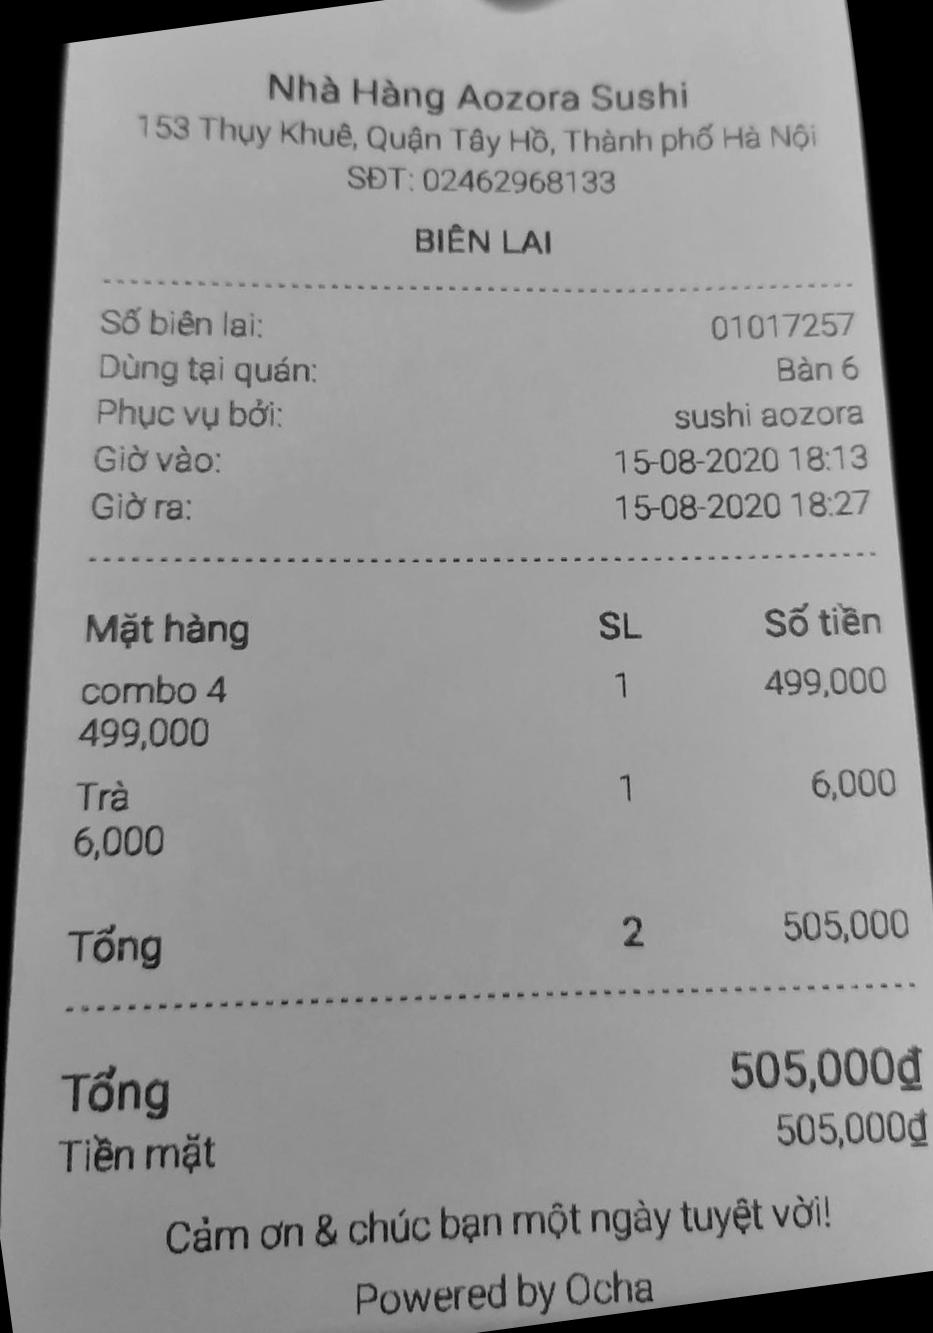 Nhà Hàng Aozora Sushi
153 Thụy Khuê, Quận Tây Hồ, Thành phố Hà Nội
SĐT: 02462968133
BIÊN LAI
Số biên lai: 01017257
Dùng tại quán: Bàn 6
Phục vụ bởi: sushi aozora
Giờ vào: 15-08-2020 18:13
Giờ ra: 15-08-2020 18:27
Mặt hàng SL Số tiền
combo 4 1 499,000
499,000
Trà 1 6,000
6,000
Tổng 2 505,000
Tổng 505,000đ
Tiền mặt 505,000đ
Cảm ơn & chúc bạn một ngày tuyệt vời!
Powered by Ocha